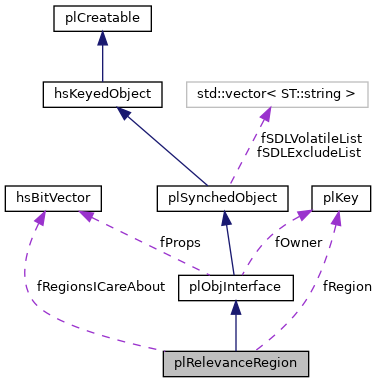 plCreatable
hsKeyedObject
std::vector< ST::string >
fSDLVolatileList
fSDLExcludeList
hsBitVector
plSynchedObject
plKey
fProps
fOwner
fRegionsICareAbout
plObjInterface
fRegion
plRelevanceRegion